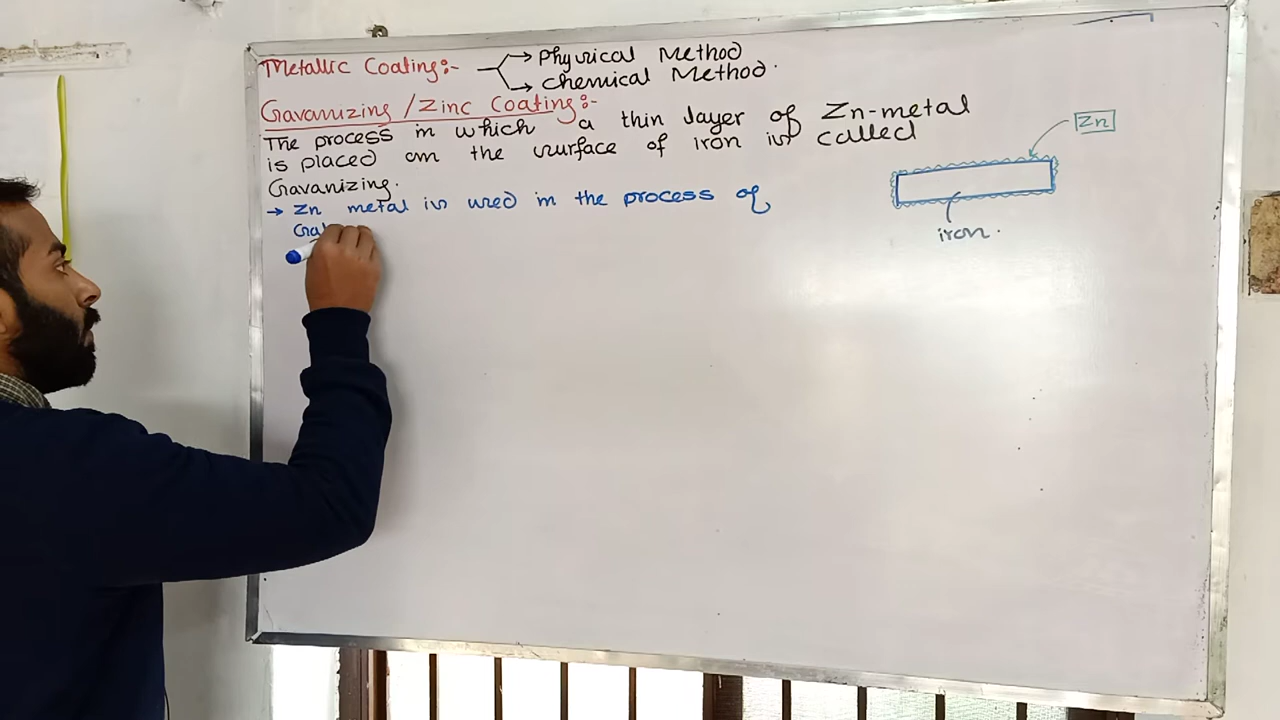 Metallic Coating:- → Physical Method
→ Chemical Method.
Gavanizing / Zinc Coating:-
The process in which a thin layer of Zn-metal
is placed on the surface of iron is called
Gavanizing.
→ Zn metal is used in the process of
Gal
Zn
iron.